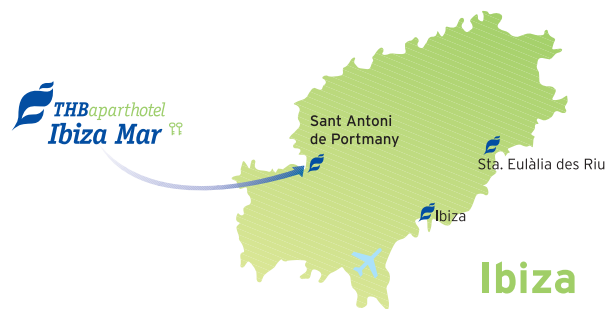 THBaparthotel
Ibiza Mar
Sant Antoni
de Portmany
Sta. Eulàlia des Riu
Ibiza
Ibiza